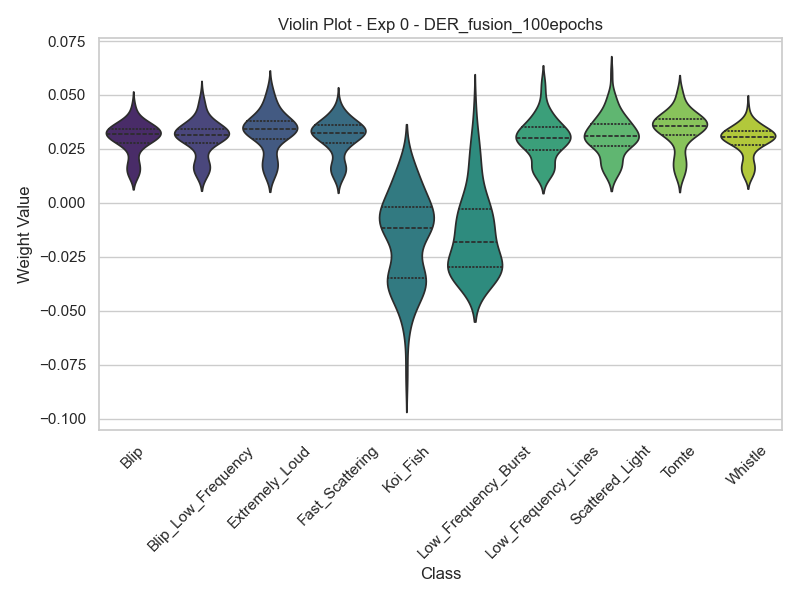 Violin Plot - Exp 0 - DER_fusion_100epochs
0.075
0.050
0.025
0.000
−0.025
−0.050
−0.075
−0.100
Weight Value
Blip
Blip_Low_Frequency
Extremely_Loud
Fast_Scattering
Koi_Fish
Low_Frequency_Burst
Low_Frequency_Lines
Scattered_Light
Tomte
Whistle
Class